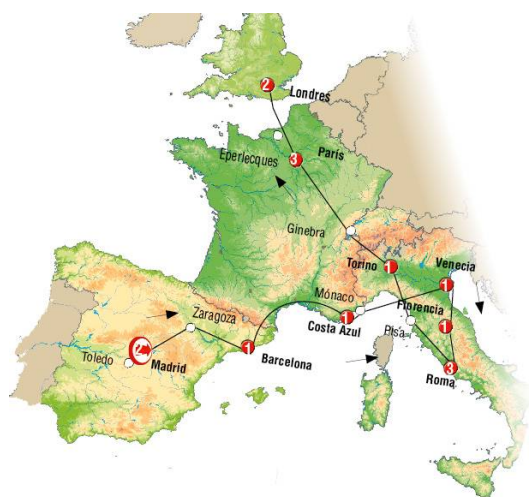 2
Londres
Eperlecques
3
París
Ginebra
Torino
1
Venecia
1
Mónaco
Zaragoza
1
Costa Azul
Florencia
1
Pisa
Toledo
Madrid
1
Barcelona
Roma
3